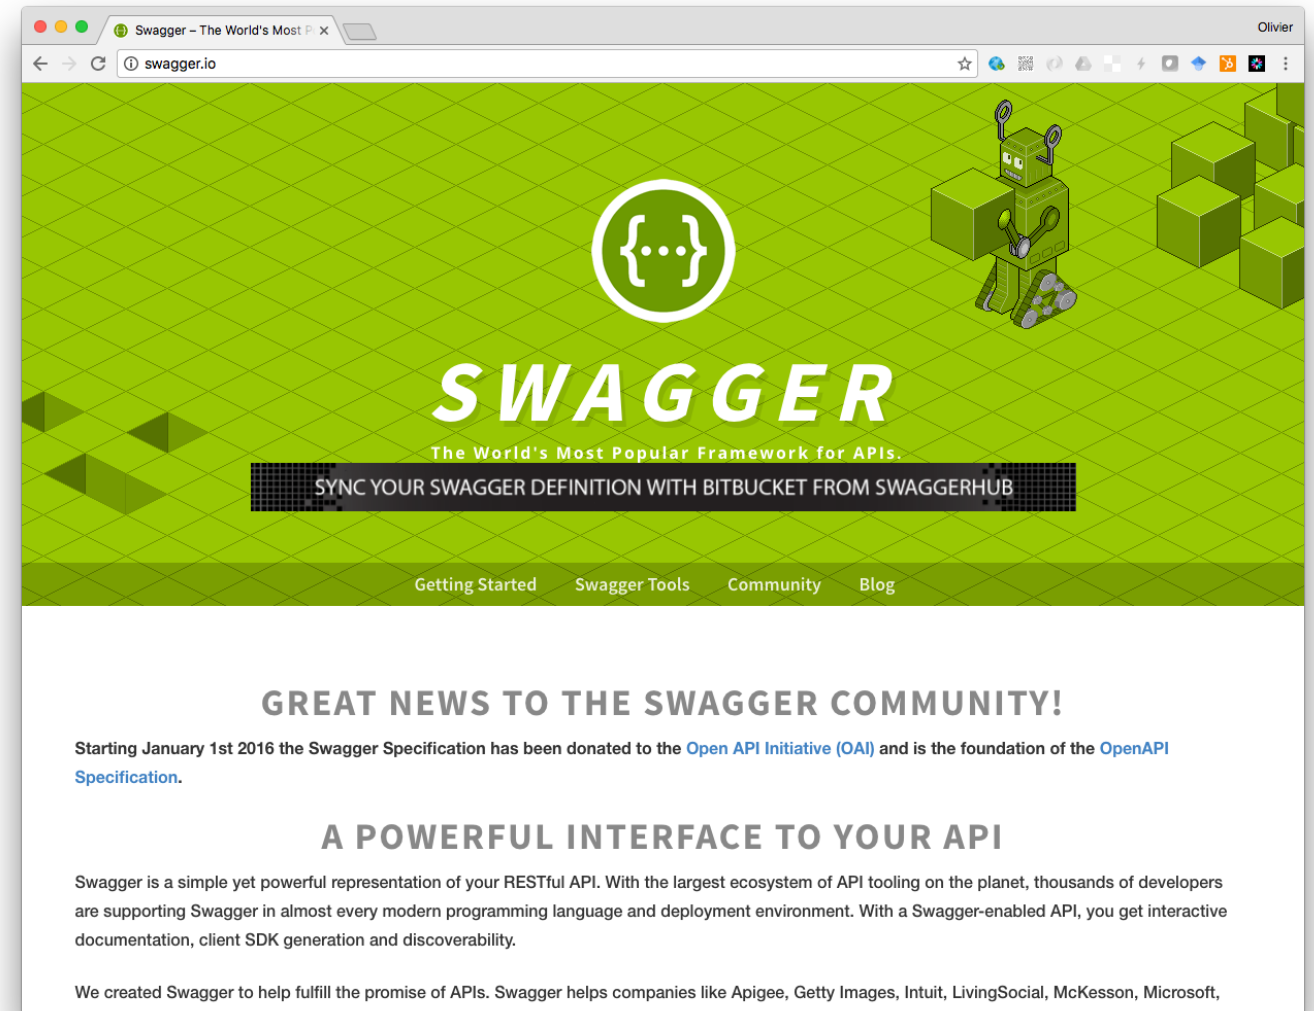 Swagger – The World's Most P
Olivier
swagger.io
{···}
SWAGGER
The World's Most Popular Framework for APIs.
SYNC YOUR SWAGGER DEFINITION WITH BITBUCKET FROM SWAGGERHUB
Getting Started Swagger Tools Community Blog
GREAT NEWS TO THE SWAGGER COMMUNITY!
Starting January 1st 2016 the Swagger Specification has been donated to the Open API Initiative (OAI) and is the foundation of the OpenAPI
Specification.
A POWERFUL INTERFACE TO YOUR API
Swagger is a simple yet powerful representation of your RESTful API. With the largest ecosystem of API tooling on the planet, thousands of developers
are supporting Swagger in almost every modern programming language and deployment environment. With a Swagger-enabled API, you get interactive
documentation, client SDK generation and discoverability.
We created Swagger to help fulfill the promise of APIs. Swagger helps companies like Apigee, Getty Images, Intuit, LivingSocial, McKesson, Microsoft,